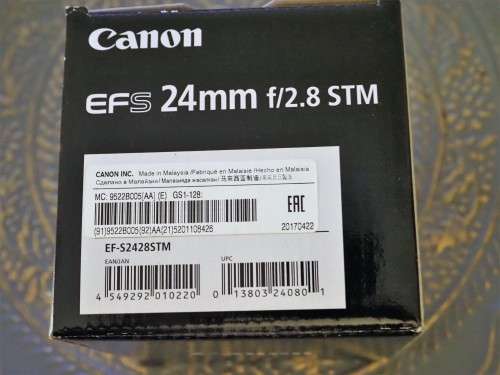 Canon
EFS 24mm f/2.8 STM
CANON INC. Made in Malaysia /Fabriqué en Malaisie /Hecho en Malasia
Сделано в Малайзии/
MC: 9522B005(AA) (E) GS1-128:
EAC
(91)9522B005(92)AA(21)5201108426 20170422
EF-S2428STM
EAN/JAN UPC
4 549292 010220 0 13803 24080 1